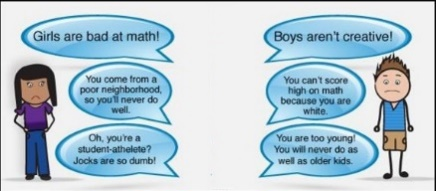 Girls are bad at math!
You come from a
poor neighborhood,
so you'll never do
well.
Oh, you're a
student-athelete?
Jocks are so dumb!
Boys aren't creative!
You can't score
high on math
because you are
white.
You are too young!
You will never do as
well as older kids.